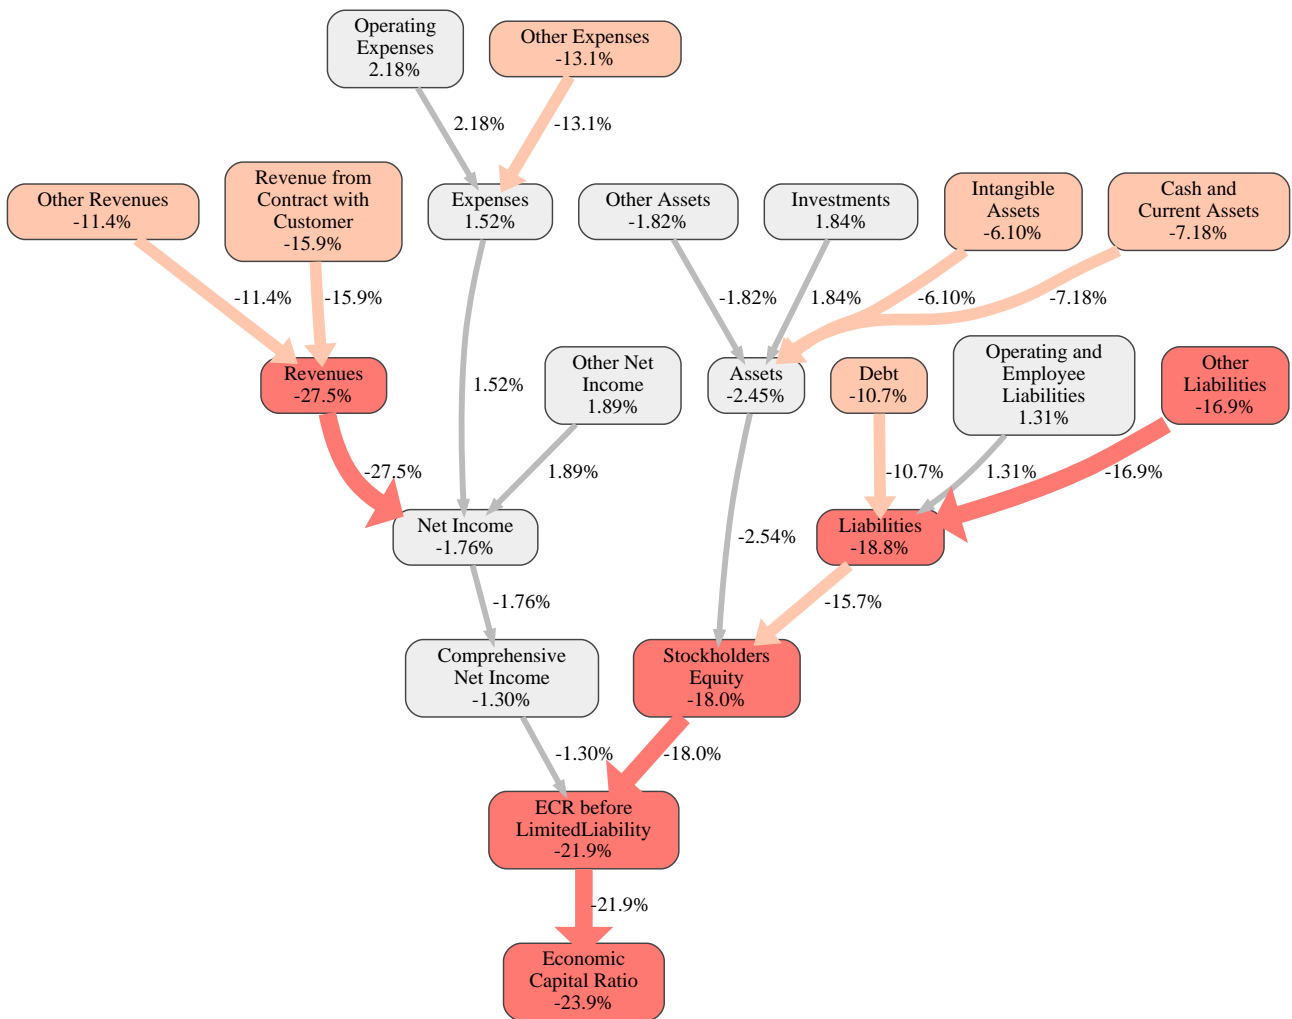 Operating
Expenses
2.18%
Other Expenses
-13.1%
2.18%
-13.1%
Other Revenues
-11.4%
Revenue from
Contract with
Customer
-15.9%
Expenses
1.52%
Other Assets
-1.82%
Investments
1.84%
Intangible
Assets
-6.10%
Cash and
Current Assets
-7.18%
-11.4%
-15.9%
-1.82%
1.84%
-6.10%
-7.18%
Revenues
-27.5%
1.52%
Other Net
Income
1.89%
Assets
-2.45%
Debt
-10.7%
Operating and
Employee
Liabilities
1.31%
Other
Liabilities
-16.9%
-27.5%
1.89%
-10.7%
1.31%
-16.9%
Net Income
-1.76%
-2.54%
Liabilities
-18.8%
-1.76%
-15.7%
Comprehensive
Net Income
-1.30%
Stockholders
Equity
-18.0%
-1.30%
-18.0%
ECR before
LimitedLiability
-21.9%
-21.9%
Economic
Capital Ratio
-23.9%